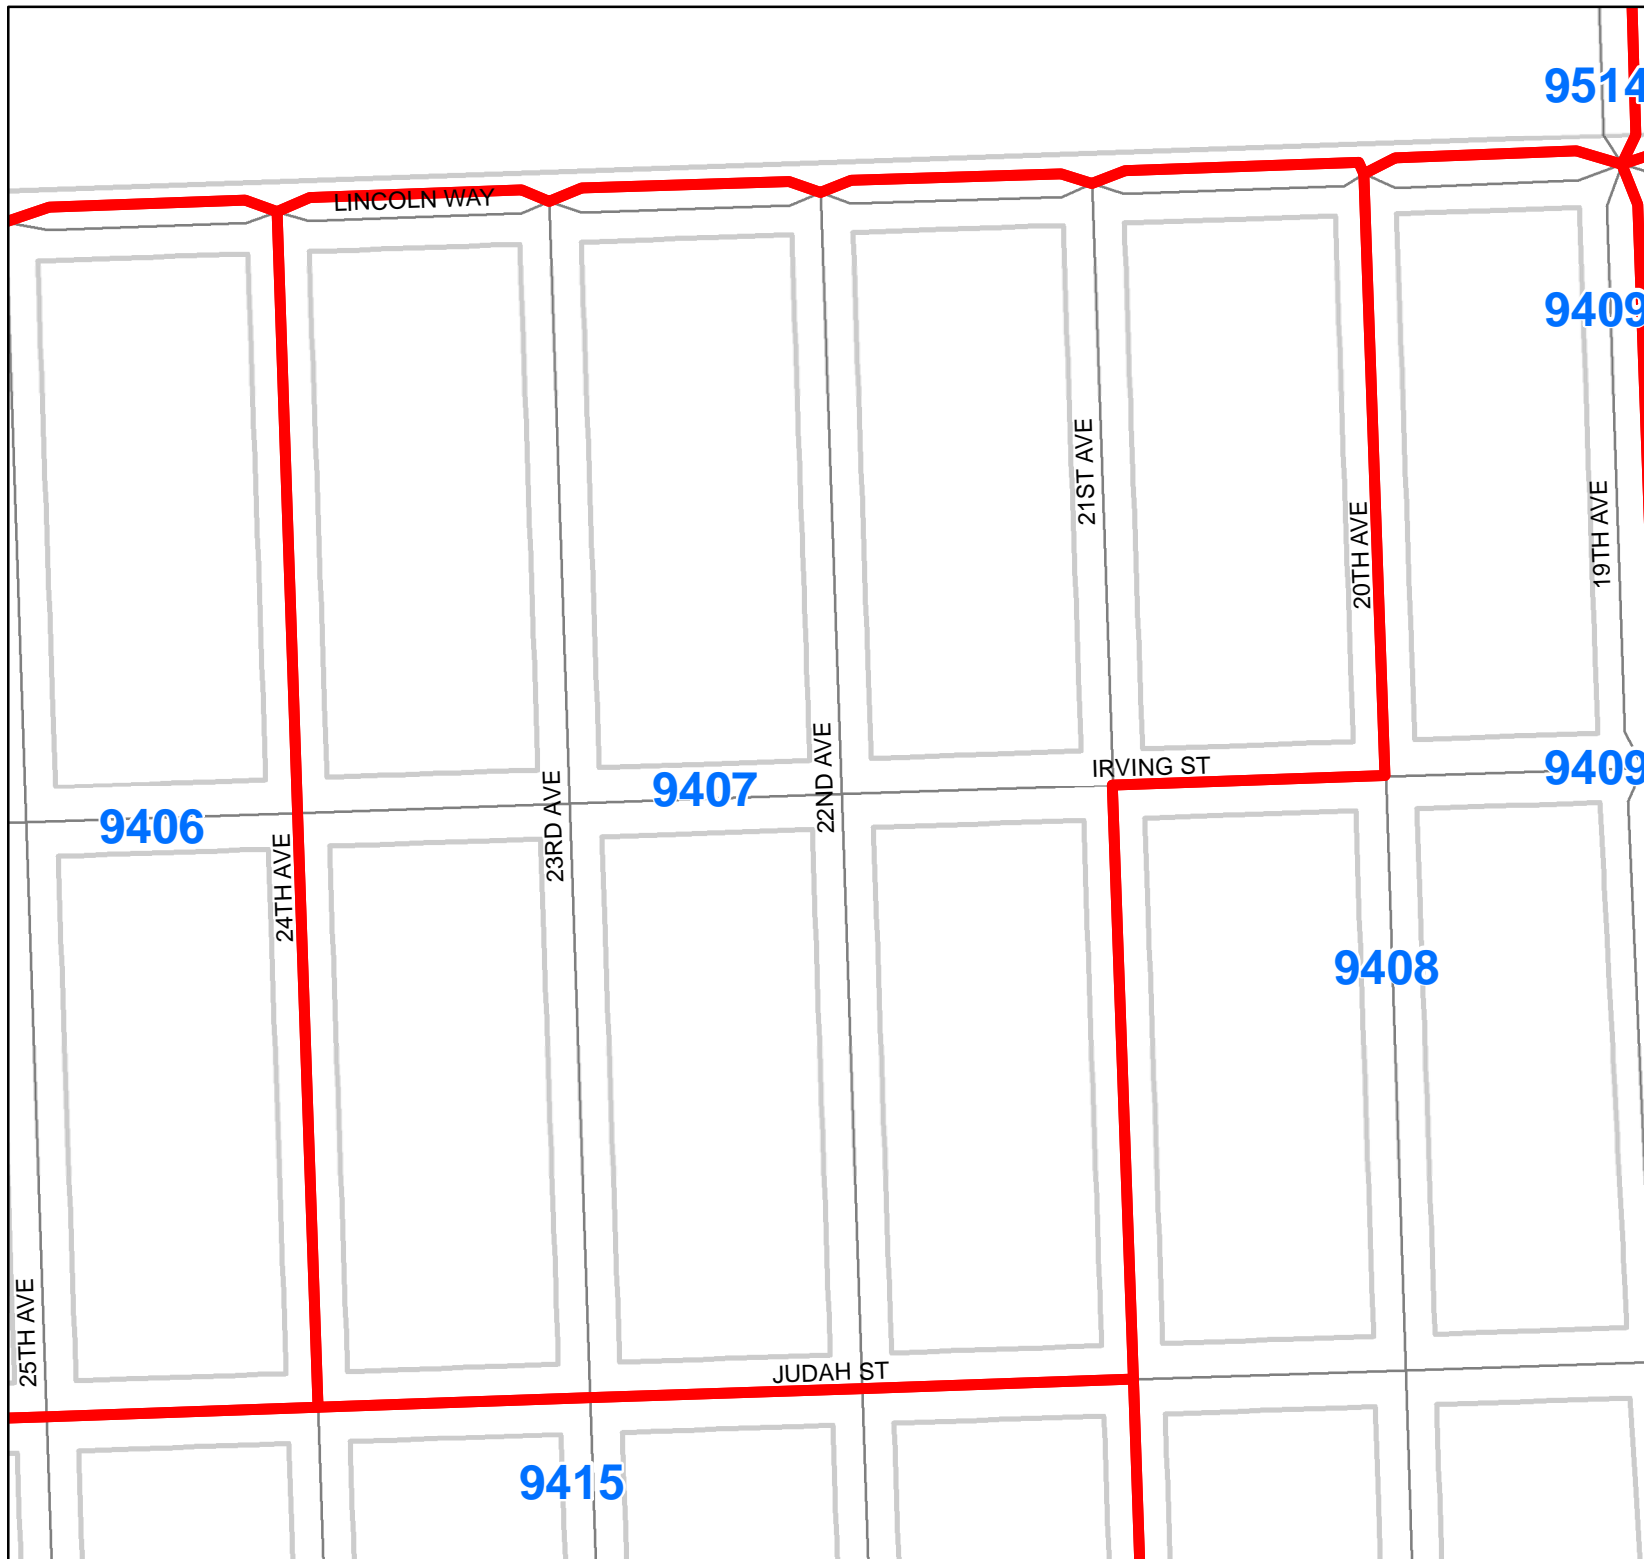 9514
LINCOLN WAY
9409
21ST AVE
20TH AVE
19TH AVE
IRVING ST
9409
9407
22ND AVE
23RD AVE
9406
24TH AVE
9408
25TH AVE
JUDAH ST
9415